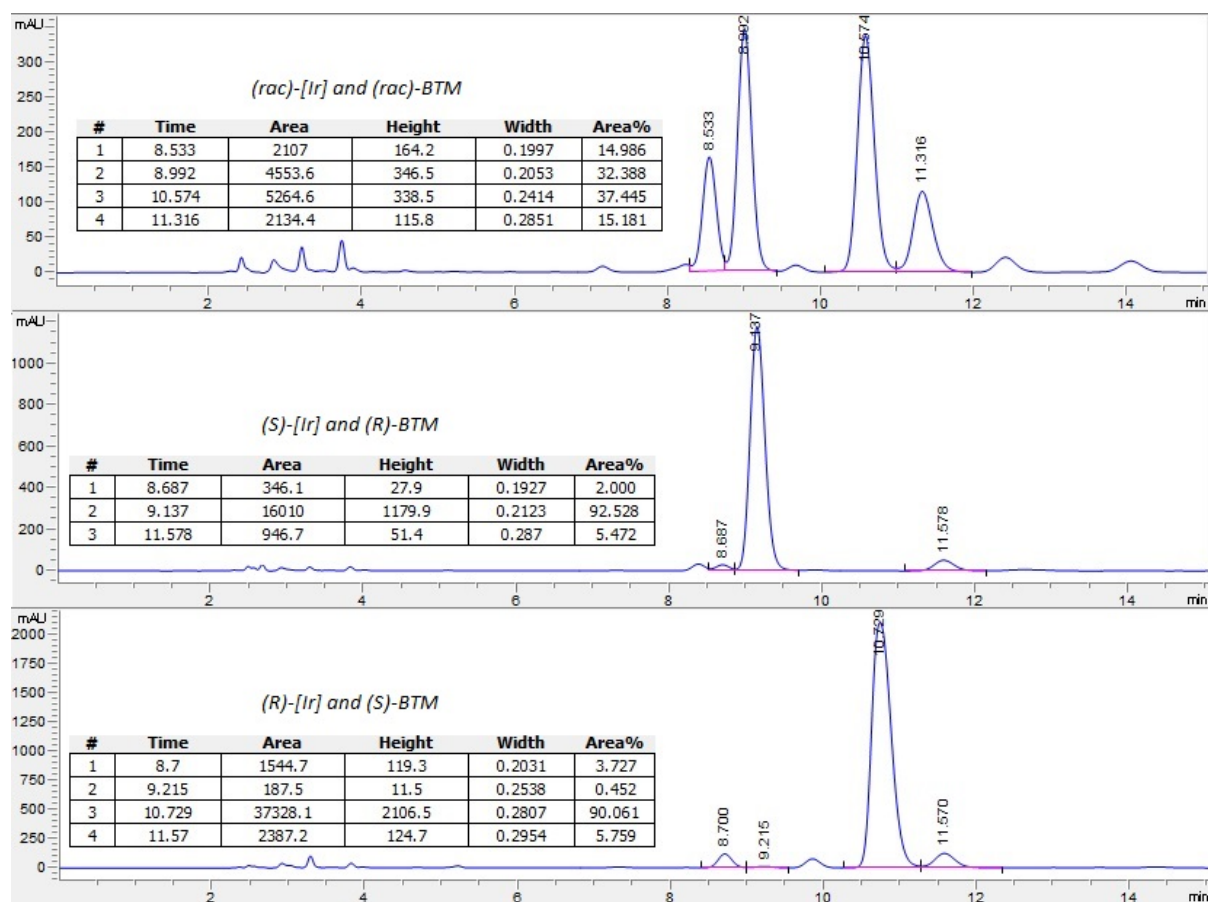 mAU
300
250
200
150
100
50
0
8.533
8.992
10.574
11.316
(rac)-[Ir] and (rac)-BTM
# Time Area Height Width Area%
1 8.533 2107 164.2 0.1997 14.986
2 8.992 4553.6 346.5 0.2053 32.388
3 10.574 5264.6 338.5 0.2414 37.445
4 11.316 2134.4 115.8 0.2851 15.181
2 4 6 8 10 12 14 min
mAU
1000
800
600
400
200
0
8.687
9.137
11.578
(S)-[Ir] and (R)-BTM
# Time Area Height Width Area%
1 8.687 346.1 27.9 0.1927 2.000
2 9.137 16010 1179.9 0.2123 92.528
3 11.578 946.7 51.4 0.287 5.472
2 4 6 8 10 12 14 min
mAU
2000
1750
1500
1250
1000
750
500
250
0
8.700
9.215
10.729
11.570
(R)-[Ir] and (S)-BTM
# Time Area Height Width Area%
1 8.7 1544.7 119.3 0.2031 3.727
2 9.215 187.5 11.5 0.2538 0.452
3 10.729 37328.1 2106.5 0.2807 90.061
4 11.57 2387.2 124.7 0.2954 5.759
2 4 6 8 10 12 14 min